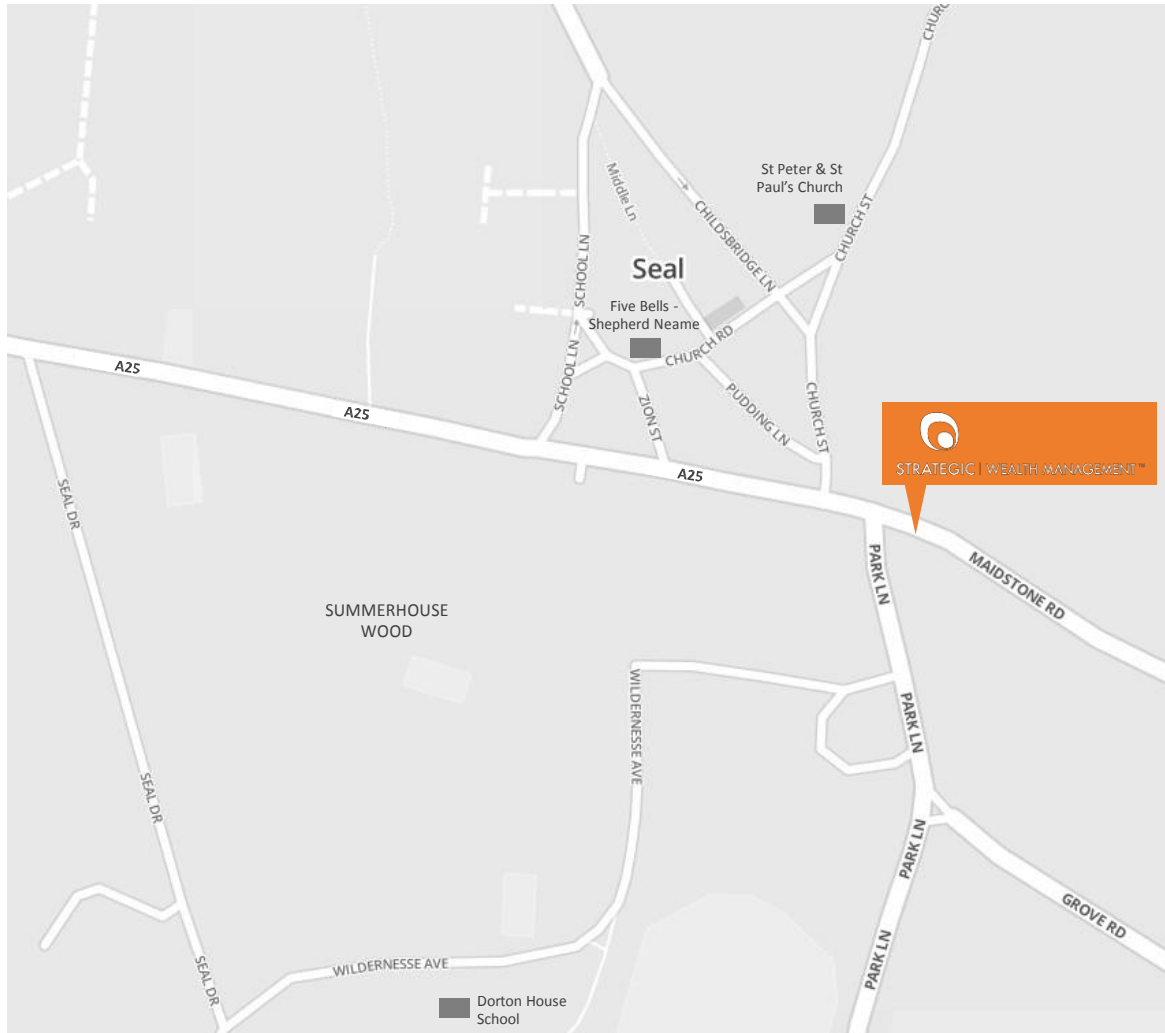 CHURC
St Peter & St
Paul's Church
Middle Ln
CHILDSBRIDGE LN
CHURCH ST
SCHOOL LN
Seal
Five Bells -
Shepherd Neame
CHURCH RD
SCHOOL LN
A25
A25
ZION ST
PUDDING LN
CHURCH ST
STRATEGIC | WEALTH MANAGEMENT™
A25
SEAL DR
PARK LN
MAIDSTONE RD
SUMMERHOUSE
WOOD
WILDERNESSE AVE
PARK LN
SEAL DR
PARK LN
GROVE RD
WILDERNESSE AVE
SEAL DR
PARK LN
Dorton House
School